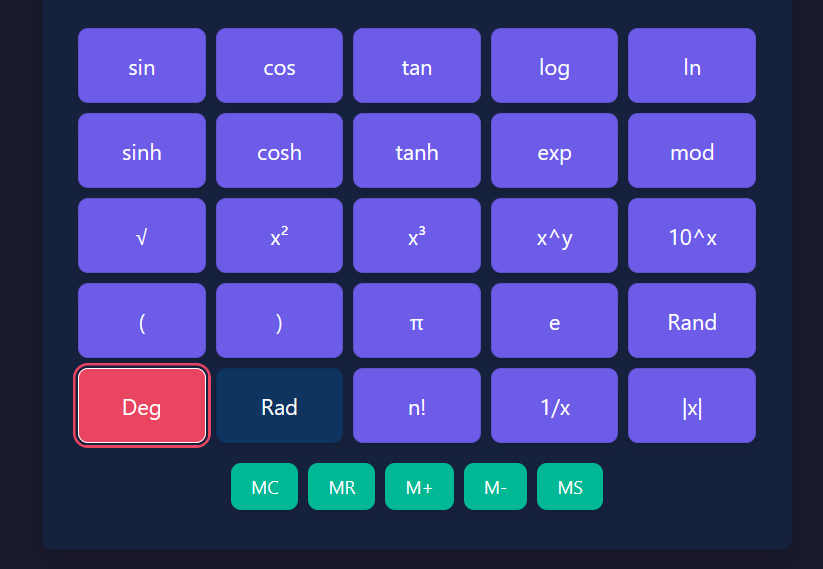 sin cos tan log ln
sinh cosh tanh exp mod
√ x² x³ x^y 10^x
( ) π e Rand
Deg Rad n! 1/x |x|
MC MR M+ M- MS